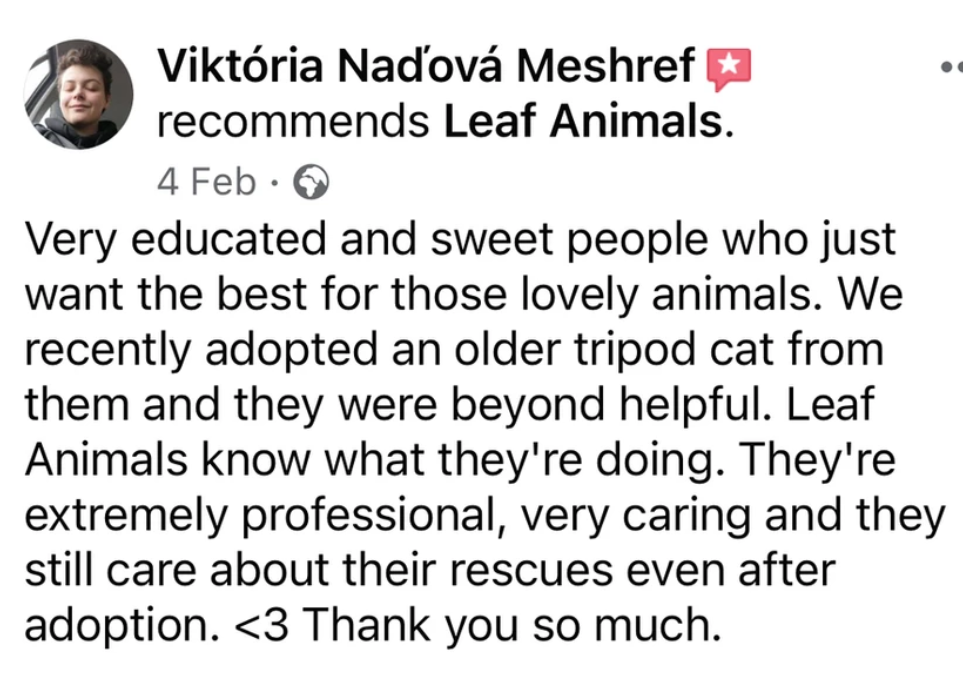 Viktória Naďová Meshref
recommends Leaf Animals.
4 Feb ·
Very educated and sweet people who just
want the best for those lovely animals. We
recently adopted an older tripod cat from
them and they were beyond helpful. Leaf
Animals know what they're doing. They're
extremely professional, very caring and they
still care about their rescues even after
adoption. <3 Thank you so much.